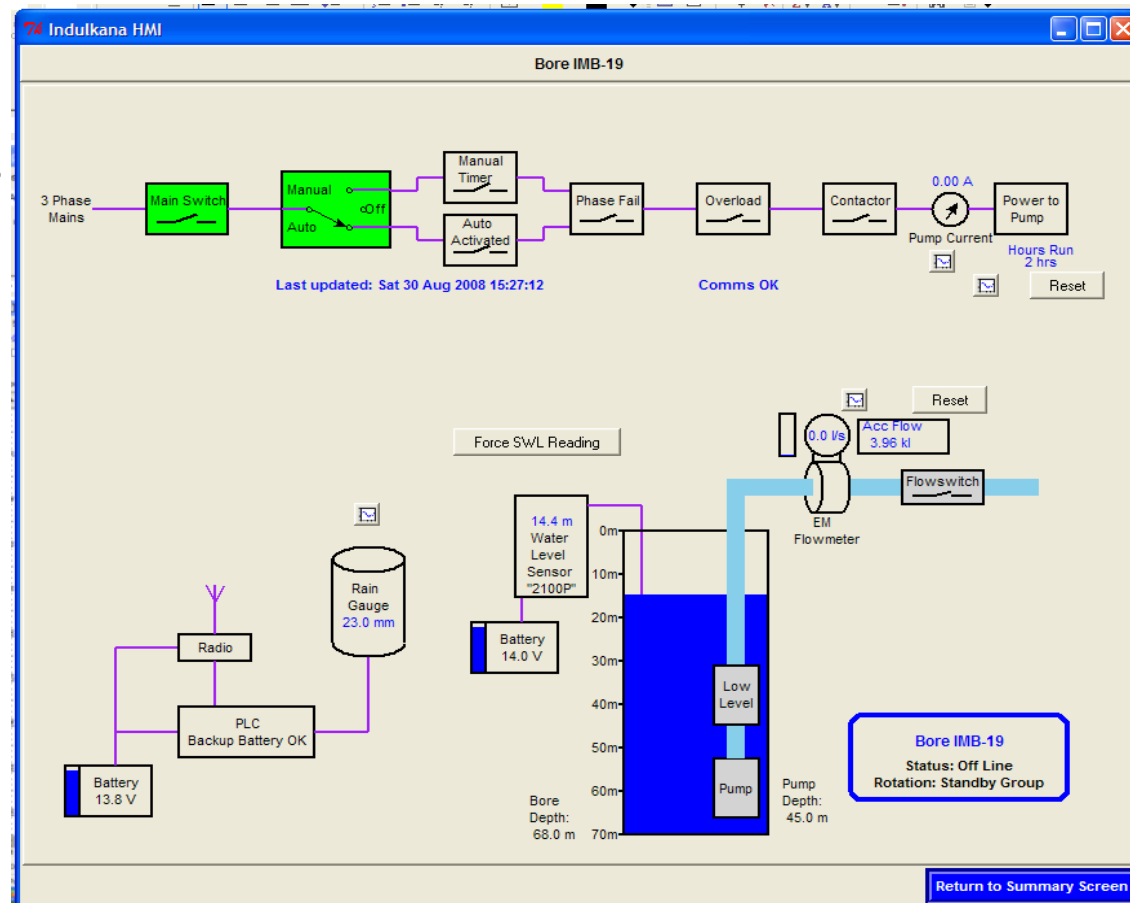 Indulkana HMI
Bore IMB-19
3 Phase
Mains
Main Switch
Manual
Off
Auto
Manual
Timer
Auto
Activated
Phase Fail
Overload
Contactor
0.00 A
Pump Current
Power to
Pump
Hours Run
2 hrs
Reset
Last updated: Sat 30 Aug 2008 15:27:12
Comms OK
Force SWL Reading
Reset
0.0 l/s
Acc Flow
3.96 kl
Flowswitch
EM
Flowmeter
14.4 m
Water
Level
Sensor
"2100P"
Battery
14.0 V
0m
10m
20m
30m
40m
50m
60m
70m
Low
Level
Pump
Bore
Depth:
68.0 m
Pump
Depth:
45.0 m
Rain
Gauge
23.0 mm
Radio
PLC
Backup Battery OK
Battery
13.8 V
Bore IMB-19
Status: Off Line
Rotation: Standby Group
Return to Summary Screen